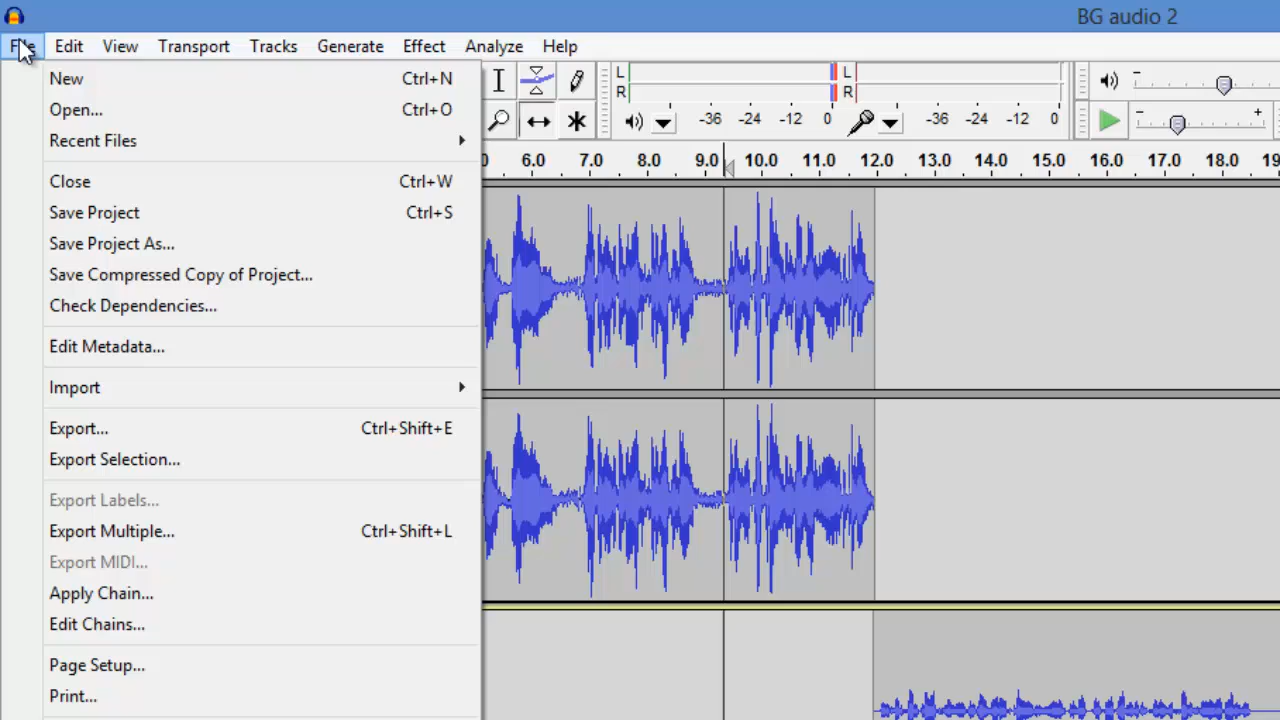 BG audio 2
File Edit View Transport Tracks Generate Effect Analyze Help
New Ctrl+N
Open... Ctrl+O
Recent Files
Close Ctrl+W
Save Project Ctrl+S
Save Project As...
Save Compressed Copy of Project...
Check Dependencies...
Edit Metadata...
Import
Export... Ctrl+Shift+E
Export Selection...
Export Labels...
Export Multiple... Ctrl+Shift+L
Export MIDI...
Apply Chain...
Edit Chains...
Page Setup...
Print...
L L
R R
-36 -24 -12 0 -36 -24 -12 0
- +
0 6.0 7.0 8.0 9.0 10.0 11.0 12.0 13.0 14.0 15.0 16.0 17.0 18.0 19